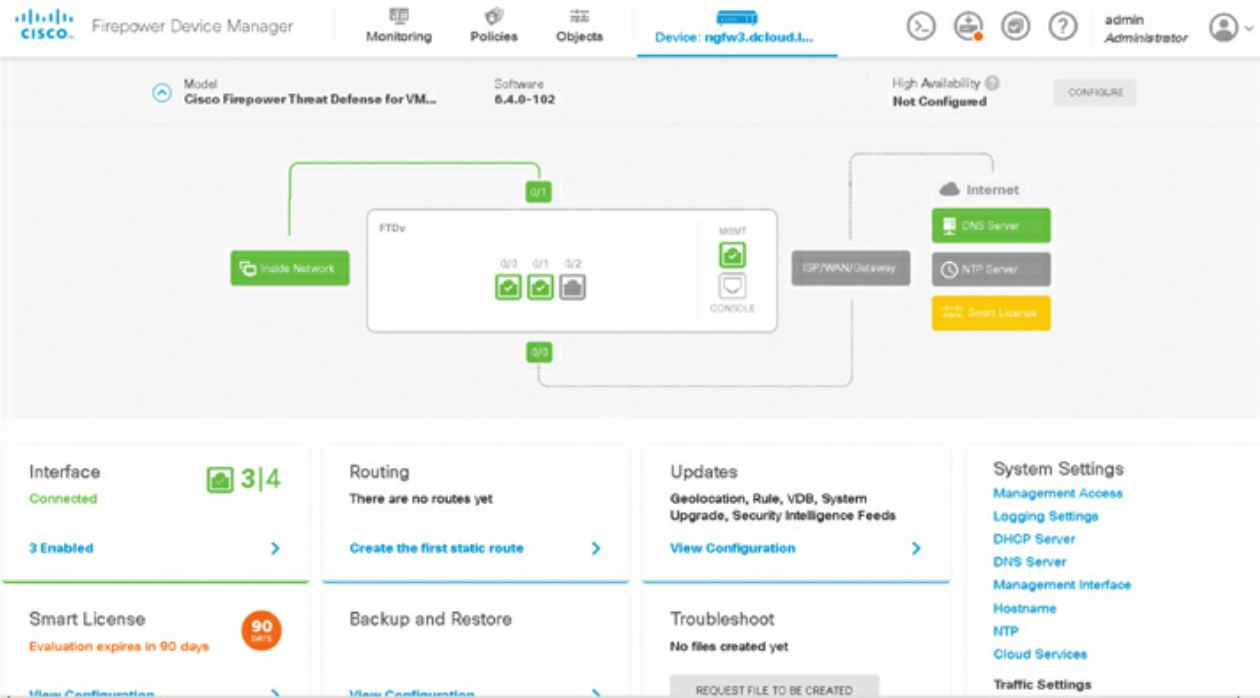 CISCO
Firepower Device Manager
Monitoring
Policies
Objects
Device: ngfw3.dcloud.l...
admin
Administrator
Model
Cisco Firepower Threat Defense for VM...
Software
6.4.0-102
High Availability ?
Not Configured
CONFIGURE
0/1
Internet
DNS Server
FTDv
MGMT
Inside Network
0/0 0/1 0/2
ISP/WAN/Gateway
NTP Server
CONSOLE
Smart License
0/0
Interface
3|4
Connected
3 Enabled
Routing
There are no routes yet
Create the first static route
Updates
Geolocation, Rule, VDB, System
Upgrade, Security Intelligence Feeds
View Configuration
System Settings
Management Access
Logging Settings
DHCP Server
DNS Server
Management Interface
Hostname
NTP
Cloud Services
Traffic Settings
Smart License
90
DAYS
Evaluation expires in 90 days
View Configuration
Backup and Restore
View Configuration
Troubleshoot
No files created yet
REQUEST FILE TO BE CREATED